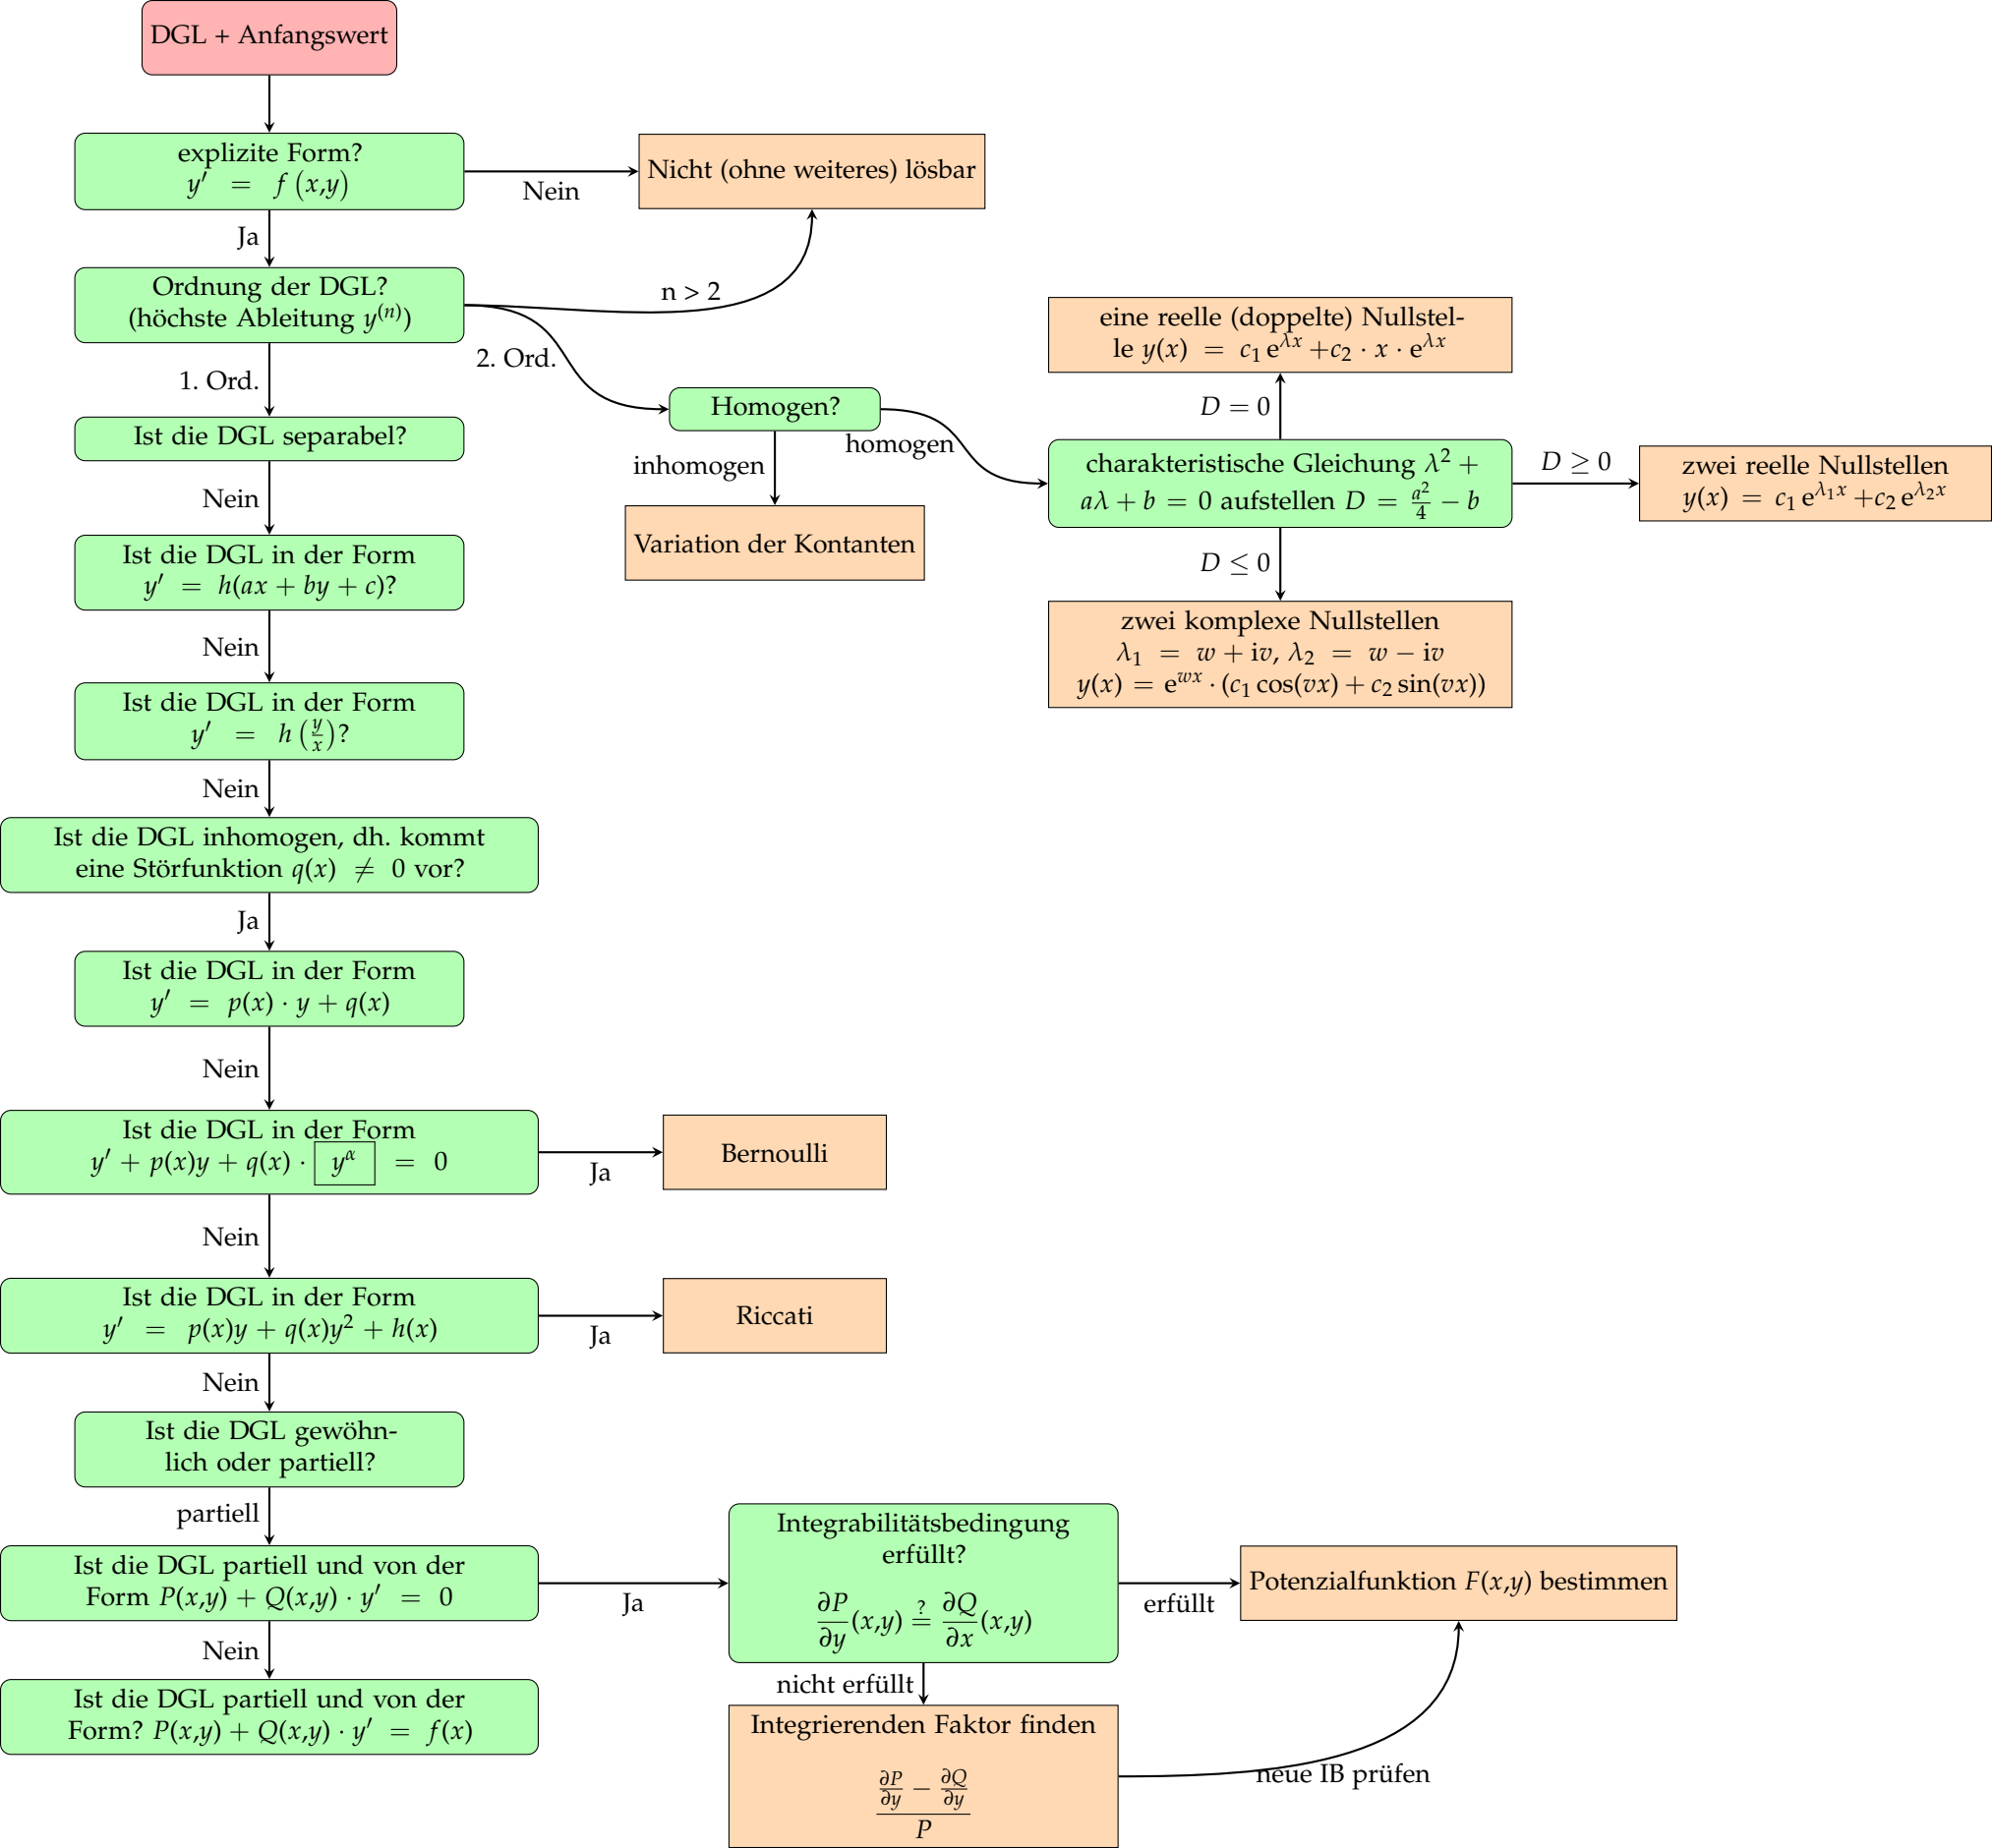 DGL + Anfangswert
explizite Form?
y′ = f (x,y)
Nein
Nicht (ohne weiteres) lösbar
Ja
Ordnung der DGL?
(höchste Ableitung y⁽ⁿ⁾)
n > 2
2. Ord.
1. Ord.
Homogen?
inhomogen
homogen
Variation der Kontanten
eine reelle (doppelte) Nullstel-
le y(x) = c₁ e^{λx} +c₂ · x · e^{λx}
D = 0
charakteristische Gleichung λ² +
aλ + b = 0 aufstellen D = \frac{a²}{4} − b
D ≥ 0
zwei reelle Nullstellen
y(x) = c₁ e^{λ₁x} +c₂ e^{λ₂x}
D ≤ 0
zwei komplexe Nullstellen
λ₁ = w + iv, λ₂ = w − iv
y(x) = e^{wx} · (c₁ cos(vx) + c₂ sin(vx))
Ist die DGL separabel?
Nein
Ist die DGL in der Form
y′ = h(ax + by + c)?
Nein
Ist die DGL in der Form
y′ = h (\frac{y}{x})?
Nein
Ist die DGL inhomogen, dh. kommt
eine Störfunktion q(x) ≠ 0 vor?
Ja
Ist die DGL in der Form
y′ = p(x) · y + q(x)
Nein
Ist die DGL in der Form
y′ + p(x)y + q(x) · y^α = 0
Ja
Bernoulli
Nein
Ist die DGL in der Form
y′ = p(x)y + q(x)y² + h(x)
Ja
Riccati
Nein
Ist die DGL gewöhn-
lich oder partiell?
partiell
Ist die DGL partiell und von der
Form P(x,y) + Q(x,y) · y′ = 0
Ja
Integrabilitätsbedingung
erfüllt?
\frac{∂P}{∂y}(x,y) \overset{?}{=} \frac{∂Q}{∂x}(x,y)
erfüllt
Potenzialfunktion F(x,y) bestimmen
nicht erfüllt
Integrierenden Faktor finden
\frac{\frac{∂P}{∂y} − \frac{∂Q}{∂y}}{P}
neue IB prüfen
Nein
Ist die DGL partiell und von der
Form? P(x,y) + Q(x,y) · y′ = f(x)